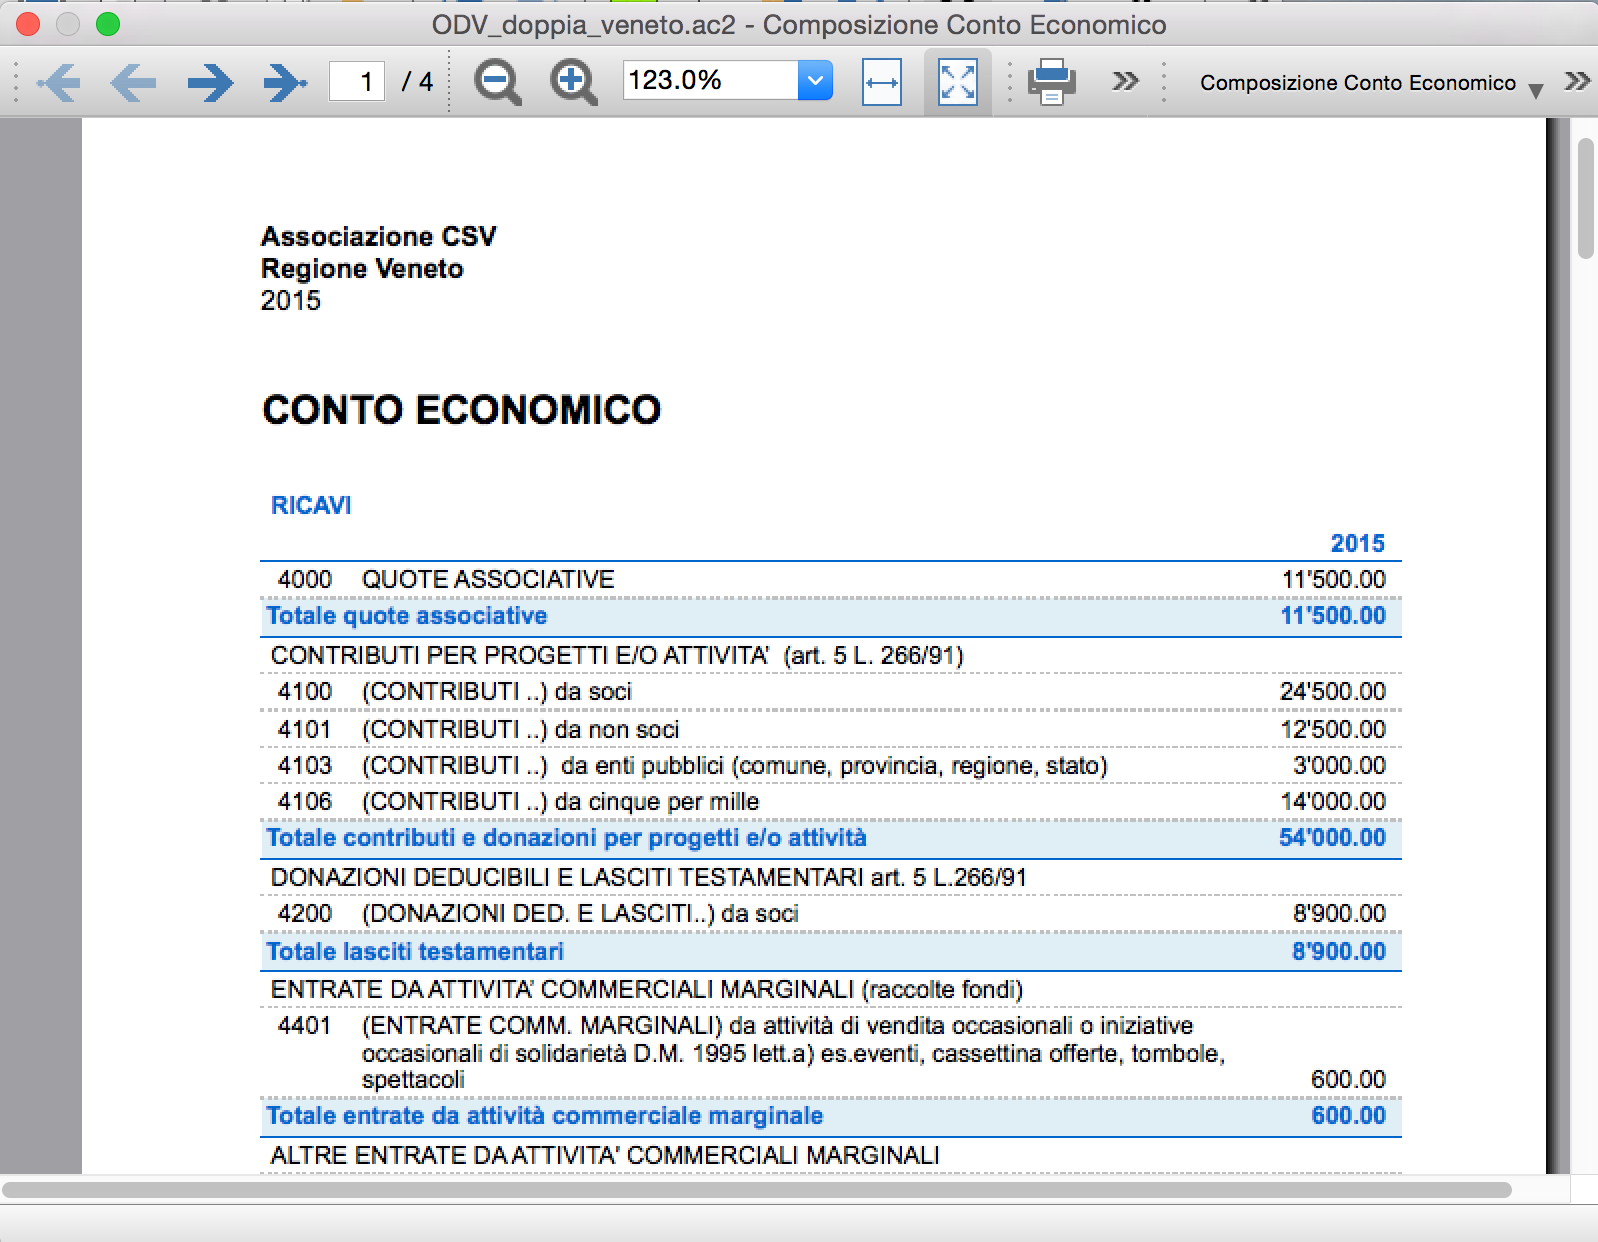 ODV_doppia_veneto.ac2 - Composizione Conto Economico
1 / 4 123.0% Composizione Conto Economico
Associazione CSV
Regione Veneto
2015
CONTO ECONOMICO
RICAVI
2015
4000 QUOTE ASSOCIATIVE 11'500.00
Totale quote associative 11'500.00
CONTRIBUTI PER PROGETTI E/O ATTIVITA' (art. 5 L. 266/91)
4100 (CONTRIBUTI ..) da soci 24'500.00
4101 (CONTRIBUTI ..) da non soci 12'500.00
4103 (CONTRIBUTI ..) da enti pubblici (comune, provincia, regione, stato) 3'000.00
4106 (CONTRIBUTI ..) da cinque per mille 14'000.00
Totale contributi e donazioni per progetti e/o attività 54'000.00
DONAZIONI DEDUCIBILI E LASCITI TESTAMENTARI art. 5 L.266/91
4200 (DONAZIONI DED. E LASCITI..) da soci 8'900.00
Totale lasciti testamentari 8'900.00
ENTRATE DA ATTIVITA' COMMERCIALI MARGINALI (raccolte fondi)
4401 (ENTRATE COMM. MARGINALI) da attività di vendita occasionali o iniziative
occasionali di solidarietà D.M. 1995 lett.a) es.eventi, cassettina offerte, tombole,
spettacoli 600.00
Totale entrate da attività commerciale marginale 600.00
ALTRE ENTRATE DA ATTIVITA' COMMERCIALI MARGINALI